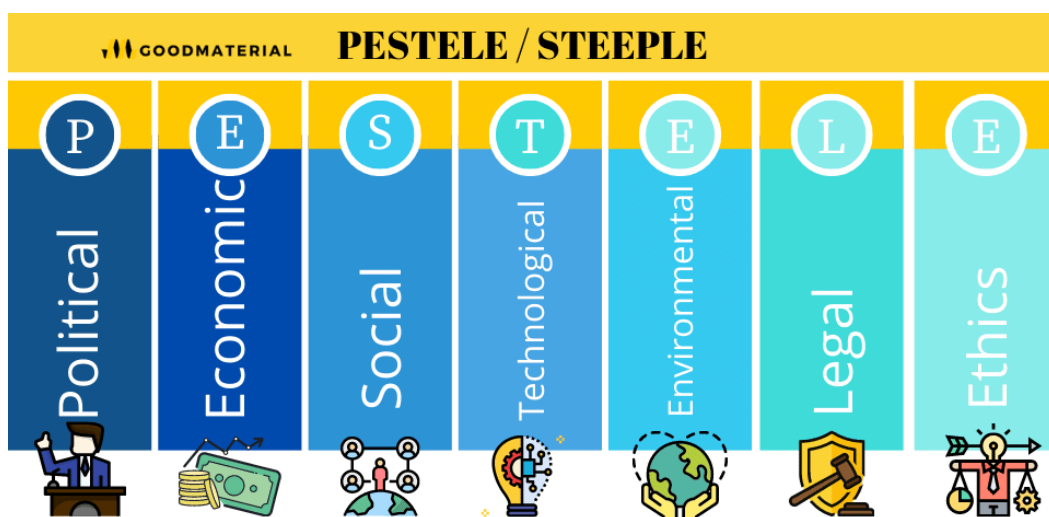 GOODMATERIAL
PESTELE / STEEPLE
P
E
S
T
E
L
E
Political
Economic
Social
Technological
Environmental
Legal
Ethics
T